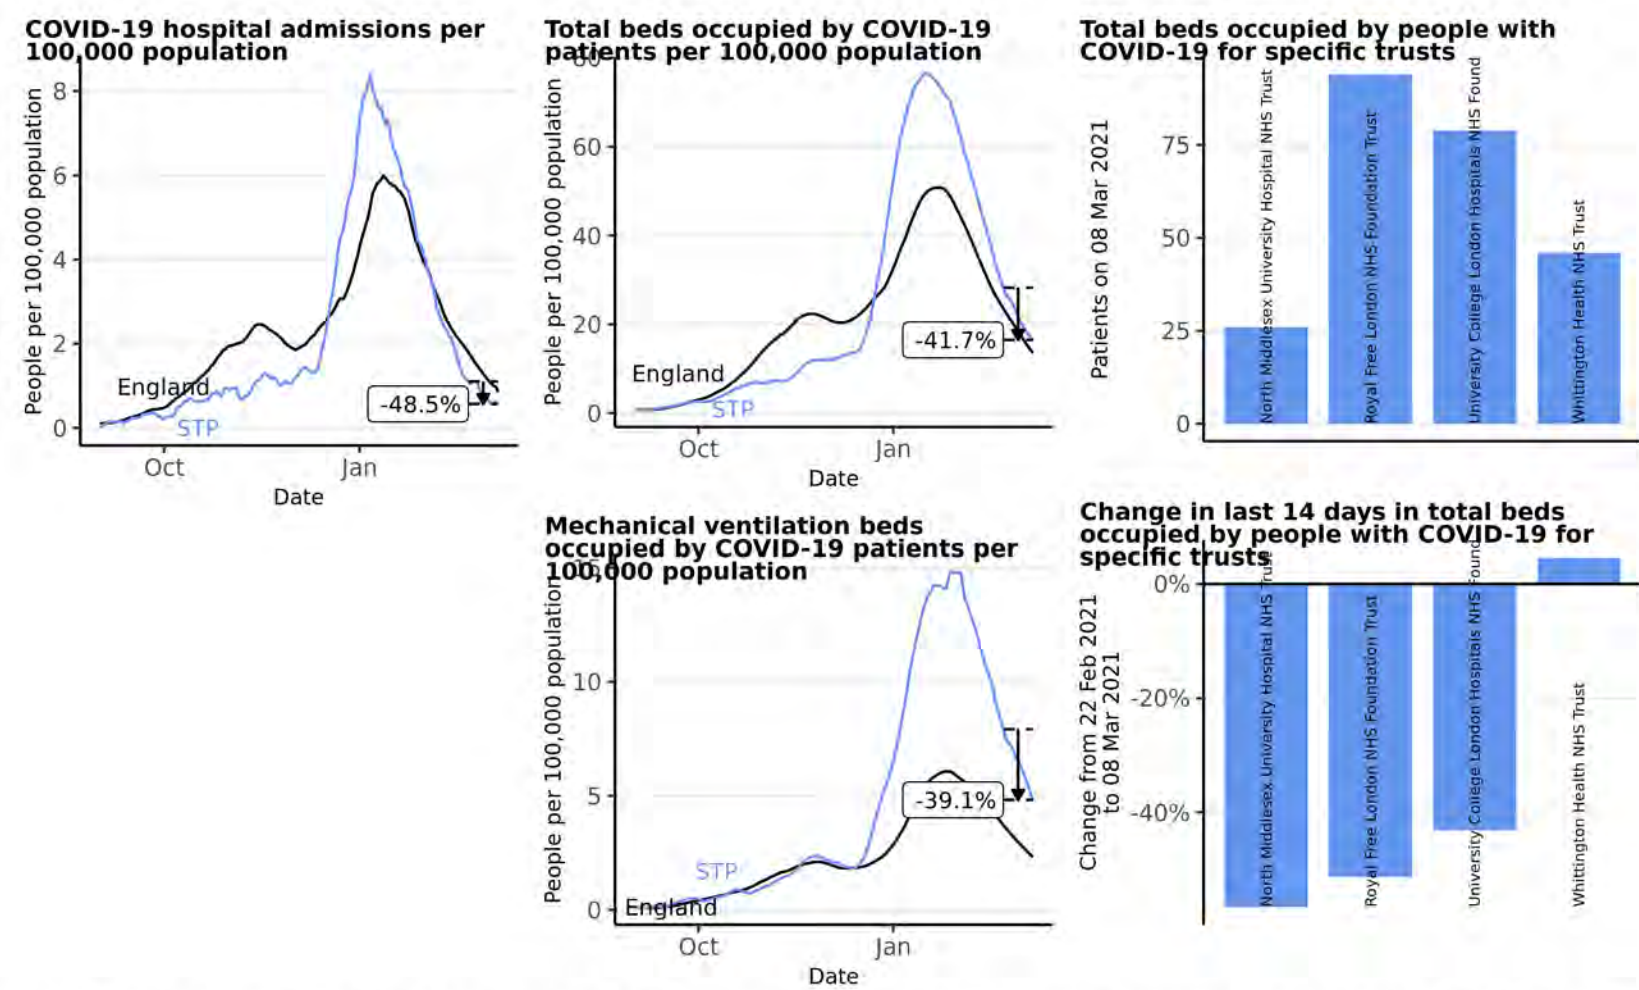 COVID-19 hospital admissions per
100,000 population
People per 100,000 population
8
6
4
2
0
England
STP
-48.5%
Oct
Jan
Date
Total beds occupied by COVID-19
patients per 100,000 population
People per 100,000 population
80
60
40
20
0
England
STP
-41.7%
Oct
Jan
Date
Total beds occupied by people with
COVID-19 for specific trusts
Patients on 08 Mar 2021
75
50
25
0
North Middlesex University Hospital NHS Trust
Royal Free London NHS Foundation Trust
University College London Hospitals NHS Found
Whittington Health NHS Trust
Mechanical ventilation beds
occupied by COVID-19 patients per
100,000 population
People per 100,000 population
15
10
5
0
STP
England
-39.1%
Oct
Jan
Date
Change in last 14 days in total beds
occupied by people with COVID-19 for
specific trusts
Change from 22 Feb 2021
to 08 Mar 2021
0%
-20%
-40%
North Middlesex University Hospital NHS Trust
Royal Free London NHS Foundation Trust
University College London Hospitals NHS Found
Whittington Health NHS Trust